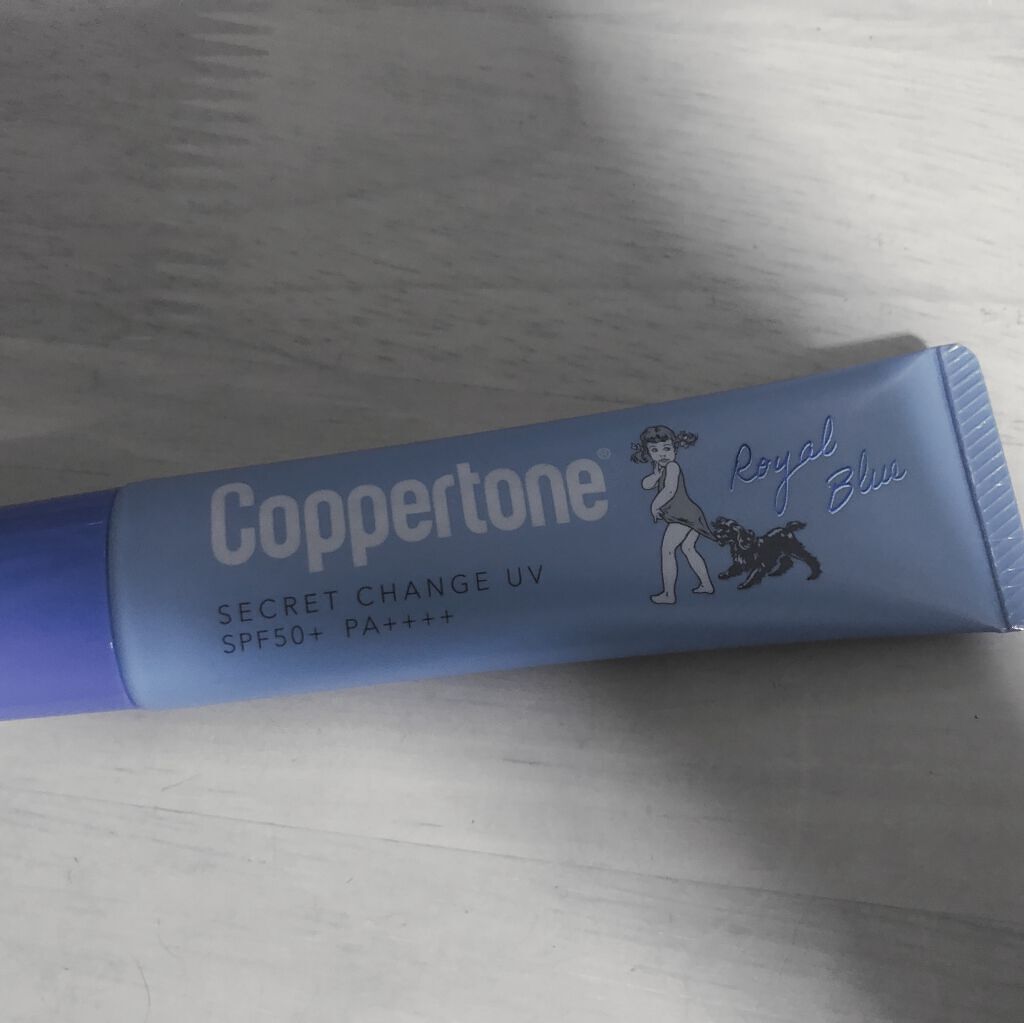 Coppertone®
SECRET CHANGE UV
SPF50+ PA++++
Royal
Blue